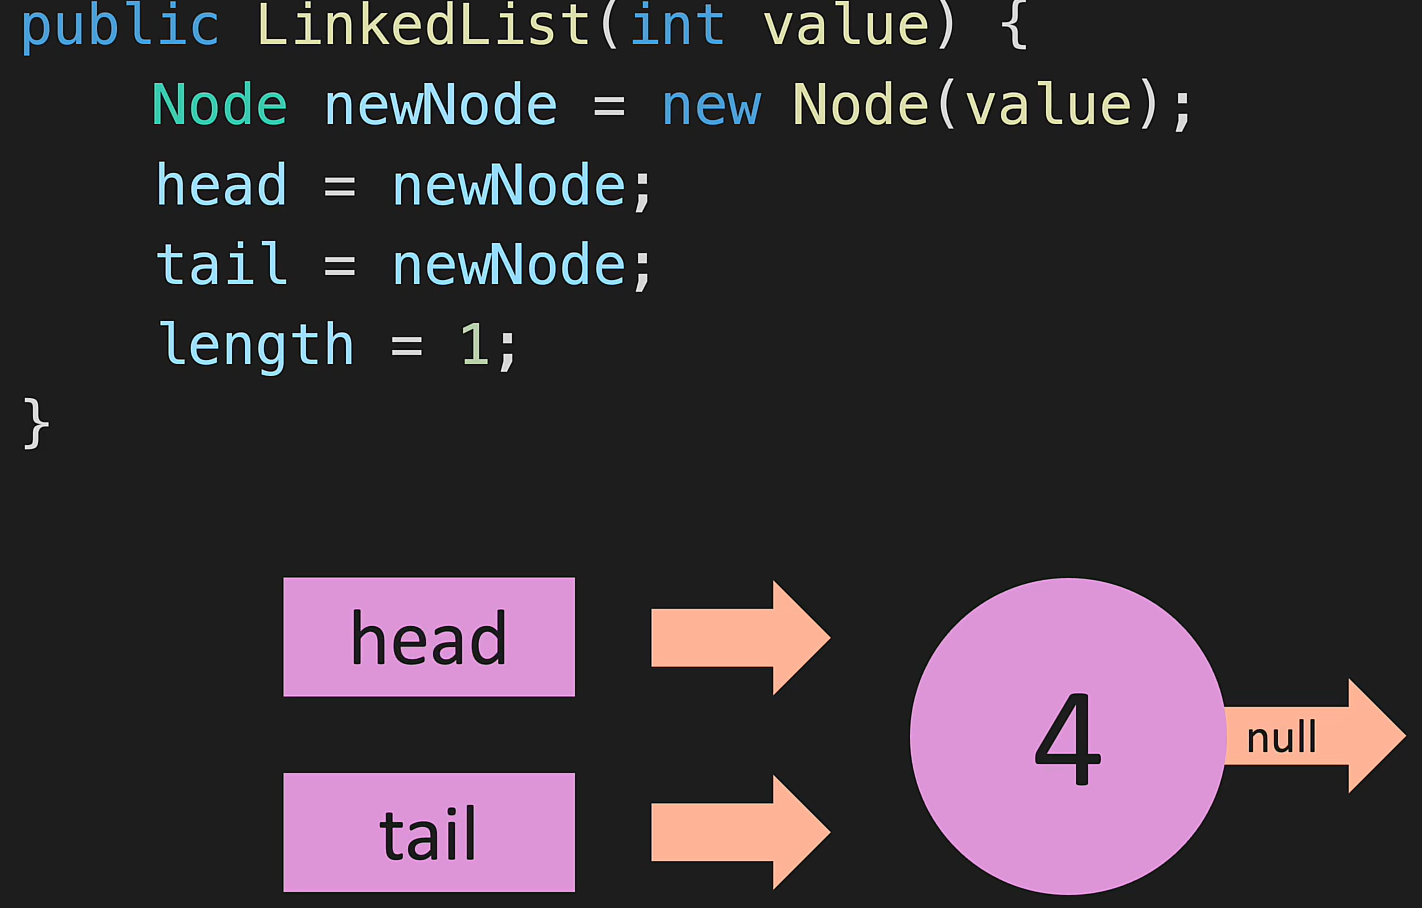 public LinkedList(int value) {
    Node newNode = new Node(value);
    head = newNode;
    tail = newNode;
    length = 1;
}
head
4
null
tail